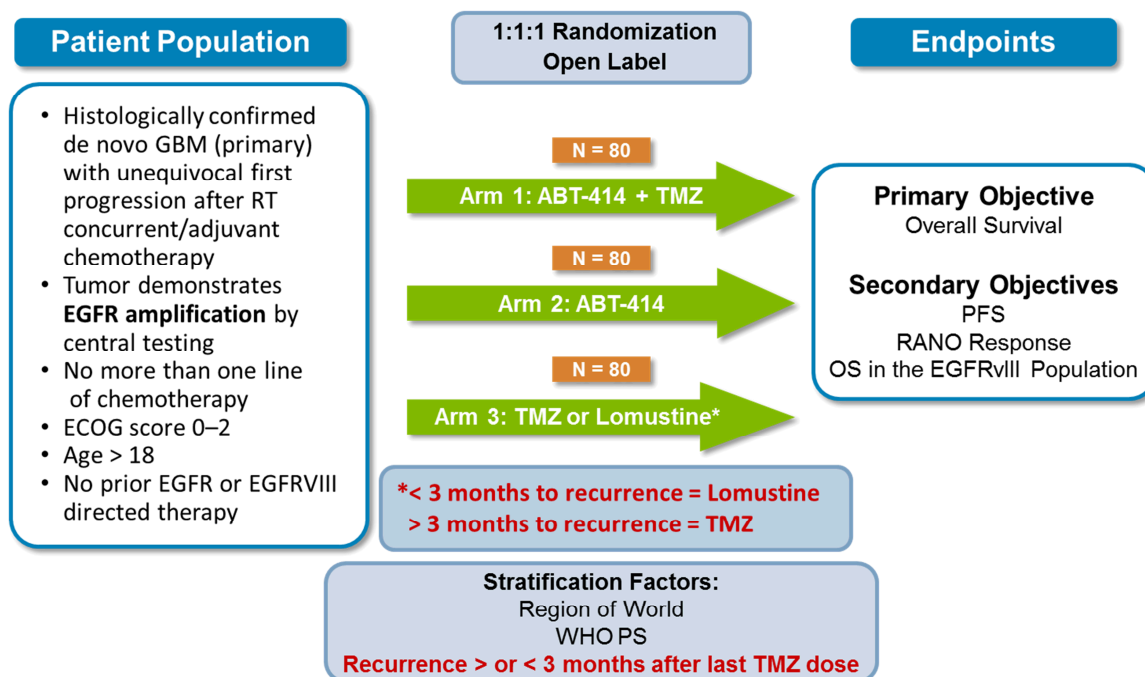 Patient Population
• Histologically confirmed
de novo GBM (primary)
with unequivocal first
progression after RT
concurrent/adjuvant
chemotherapy
• Tumor demonstrates
EGFR amplification by
central testing
• No more than one line
of chemotherapy
• ECOG score 0–2
• Age > 18
• No prior EGFR or EGFRVIII
directed therapy
1:1:1 Randomization
Open Label
N = 80
Arm 1: ABT-414 + TMZ
N = 80
Arm 2: ABT-414
N = 80
Arm 3: TMZ or Lomustine*
*< 3 months to recurrence = Lomustine
> 3 months to recurrence = TMZ
Stratification Factors:
Region of World
WHO PS
Recurrence > or < 3 months after last TMZ dose
Endpoints
Primary Objective
Overall Survival
Secondary Objectives
PFS
RANO Response
OS in the EGFRvIII Population